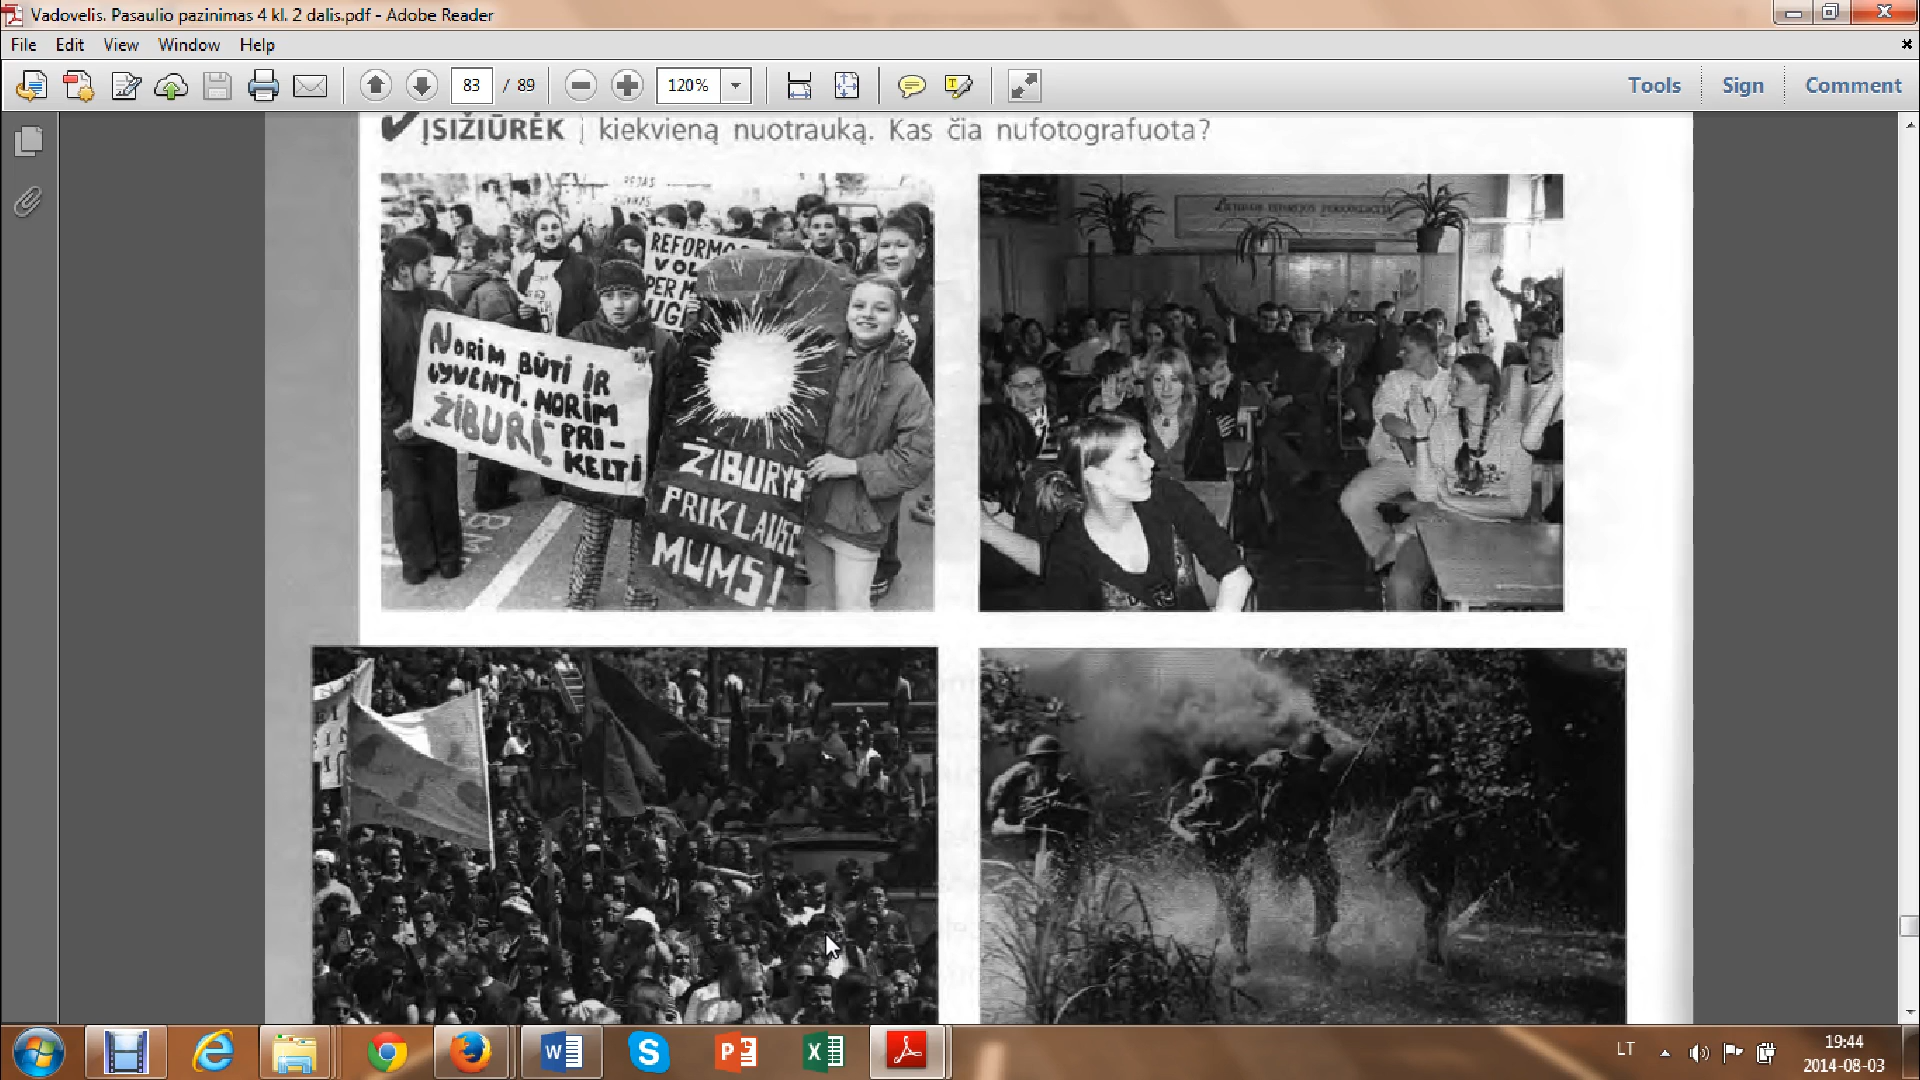 Vadovelis. Pasaulio pazinimas 4 kl. 2 dalis.pdf - Adobe Reader
File Edit View Window Help
83 / 89 120% Tools Sign Comment
ĮSIŽIŪRĖK į kiekvieną nuotrauką. Kas čia nufotografuota?
REFORMO
VOL
PER M
UGI
NORIM BŪTI IR
GYVENTI. NORIM
„ŽIBURĮ“ PRI-
KELTI
ŽIBURYS
PRIKLAUSO
MUMS!
LT
19:44
2014-08-03